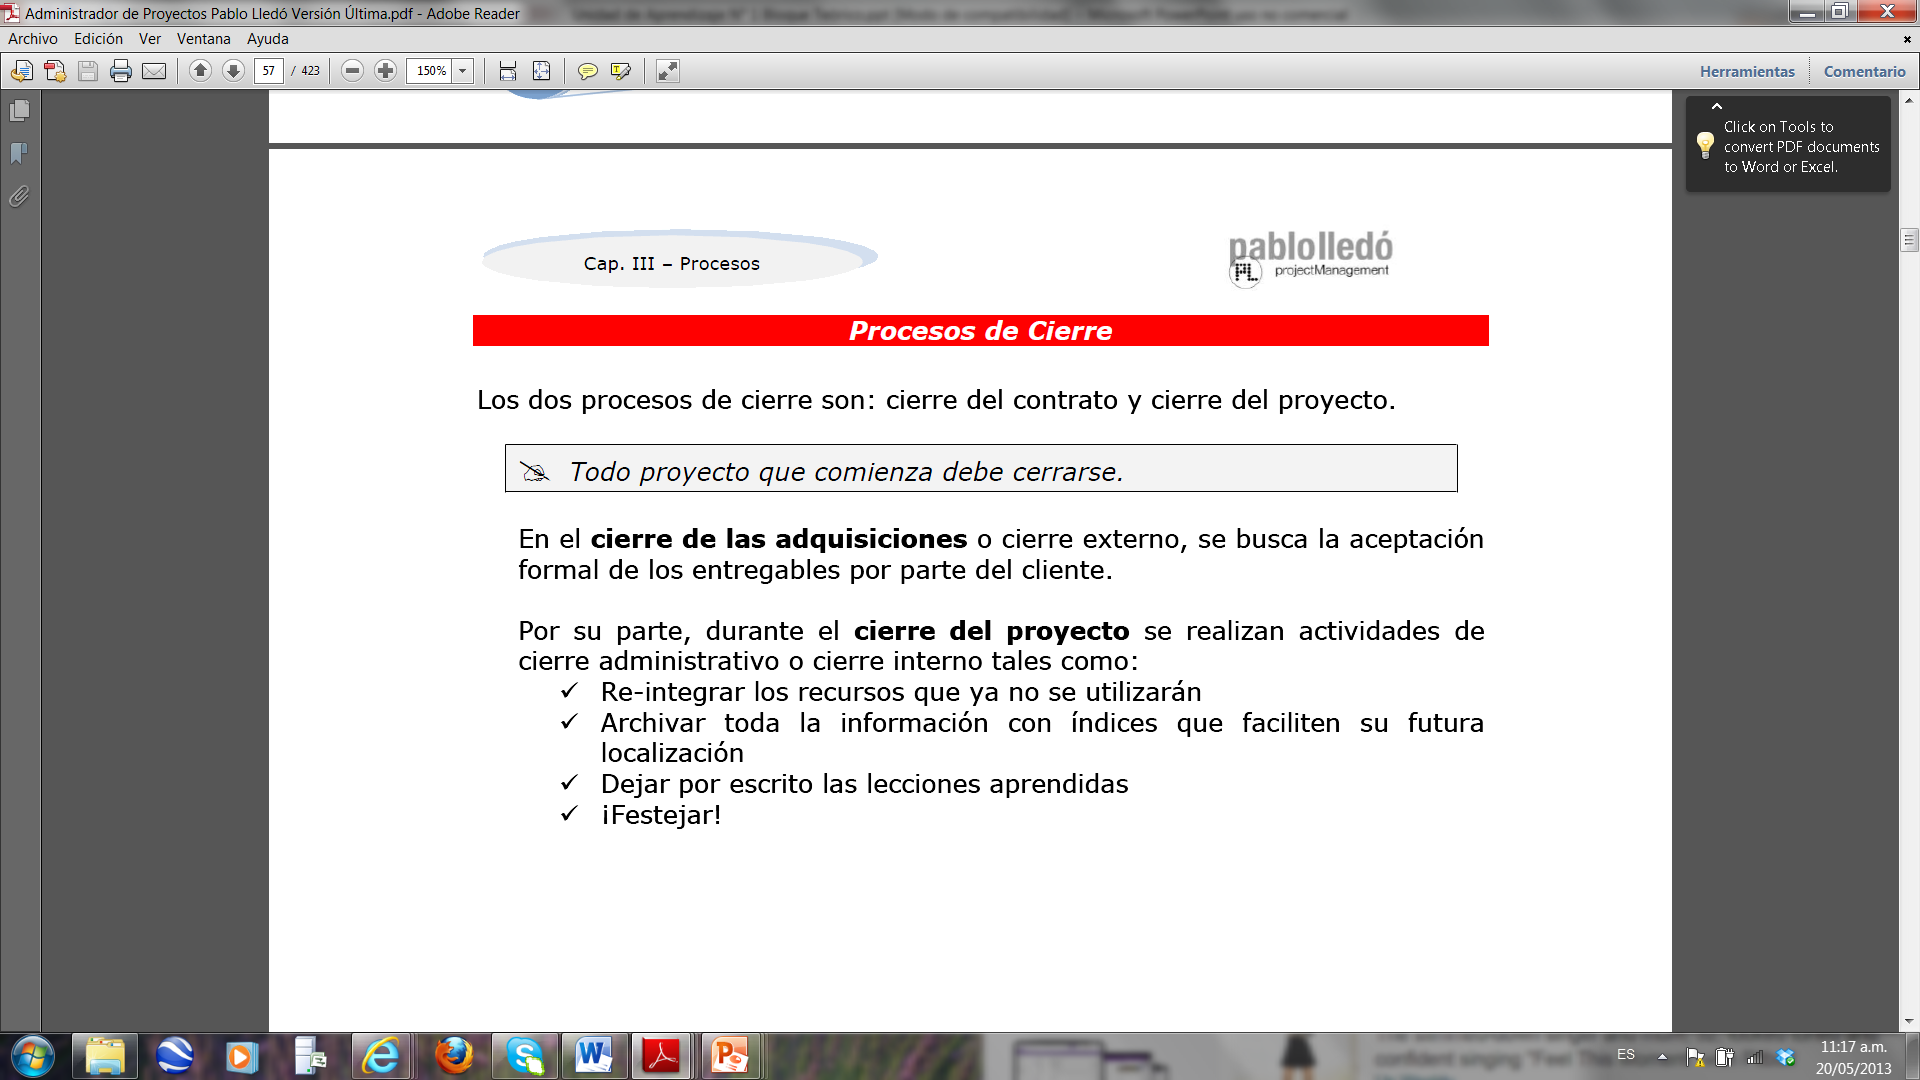 Administrador de Proyectos Pablo Lledó Versión Última.pdf - Adobe Reader
Archivo Edición Ver Ventana Ayuda
57 / 423 150% Herramientas Comentario
Click on Tools to
convert PDF documents
to Word or Excel.
Cap. III – Procesos
pablolledó
PL projectManagement
Procesos de Cierre
Los dos procesos de cierre son: cierre del contrato y cierre del proyecto.
Todo proyecto que comienza debe cerrarse.
En el cierre de las adquisiciones o cierre externo, se busca la aceptación
formal de los entregables por parte del cliente.
Por su parte, durante el cierre del proyecto se realizan actividades de
cierre administrativo o cierre interno tales como:
✓ Re-integrar los recursos que ya no se utilizarán
✓ Archivar toda la información con índices que faciliten su futura
localización
✓ Dejar por escrito las lecciones aprendidas
✓ ¡Festejar!
ES
11:17 a.m.
20/05/2013